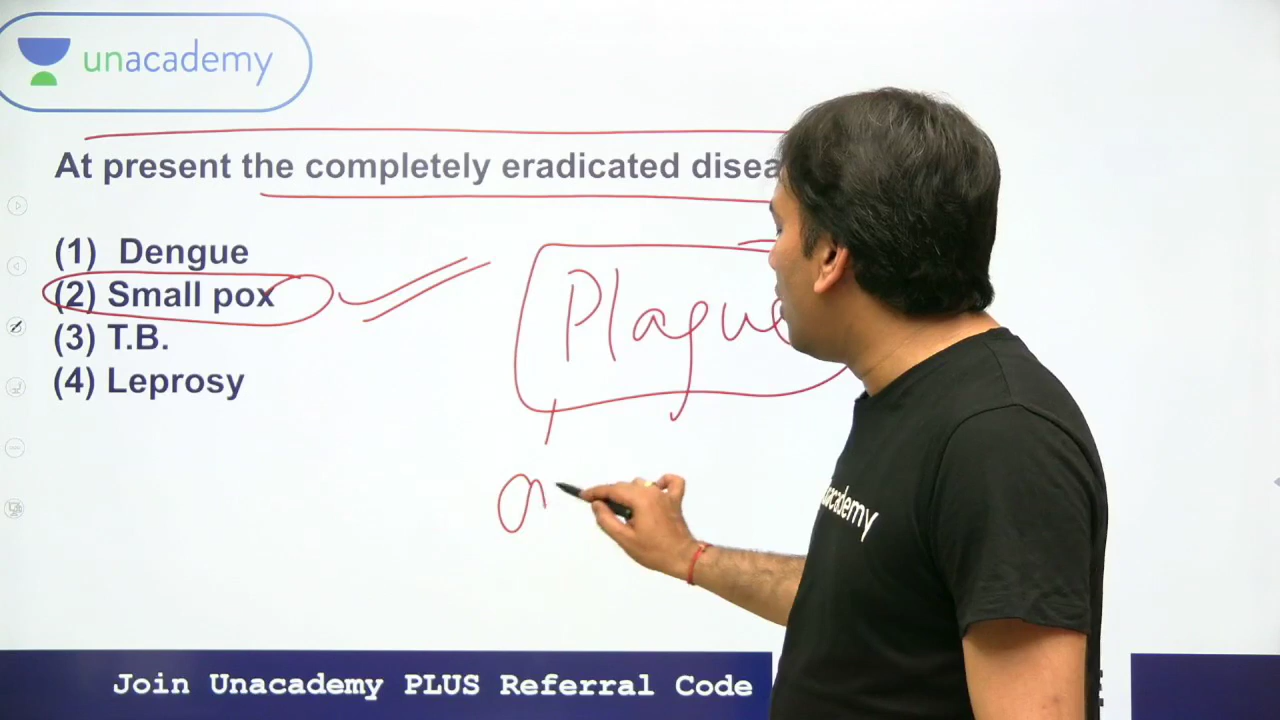 unacademy
At present the completely eradicated disea
(1) Dengue
(2) Small pox
(3) T.B.
(4) Leprosy
Plague
unacademy
Join Unacademy PLUS Referral Code